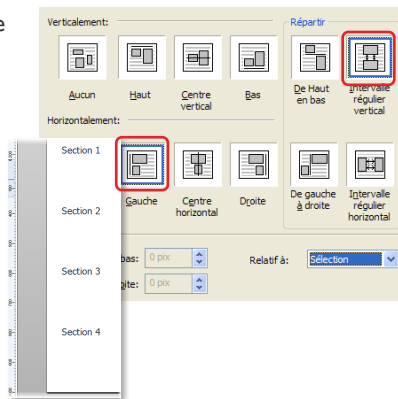 e
Verticalement:
Répartir
Aucun
Haut
Centre
vertical
Bas
De Haut
en bas
Intervalle
régulier
vertical
Horizontalement:
Section 1
Section 2
Section 3
Section 4
Gauche
Centre
horizontal
Droite
De gauche
à droite
Intervalle
régulier
horizontal
bas: 0 pix
Relatif à: Sélection
oite: 0 pix